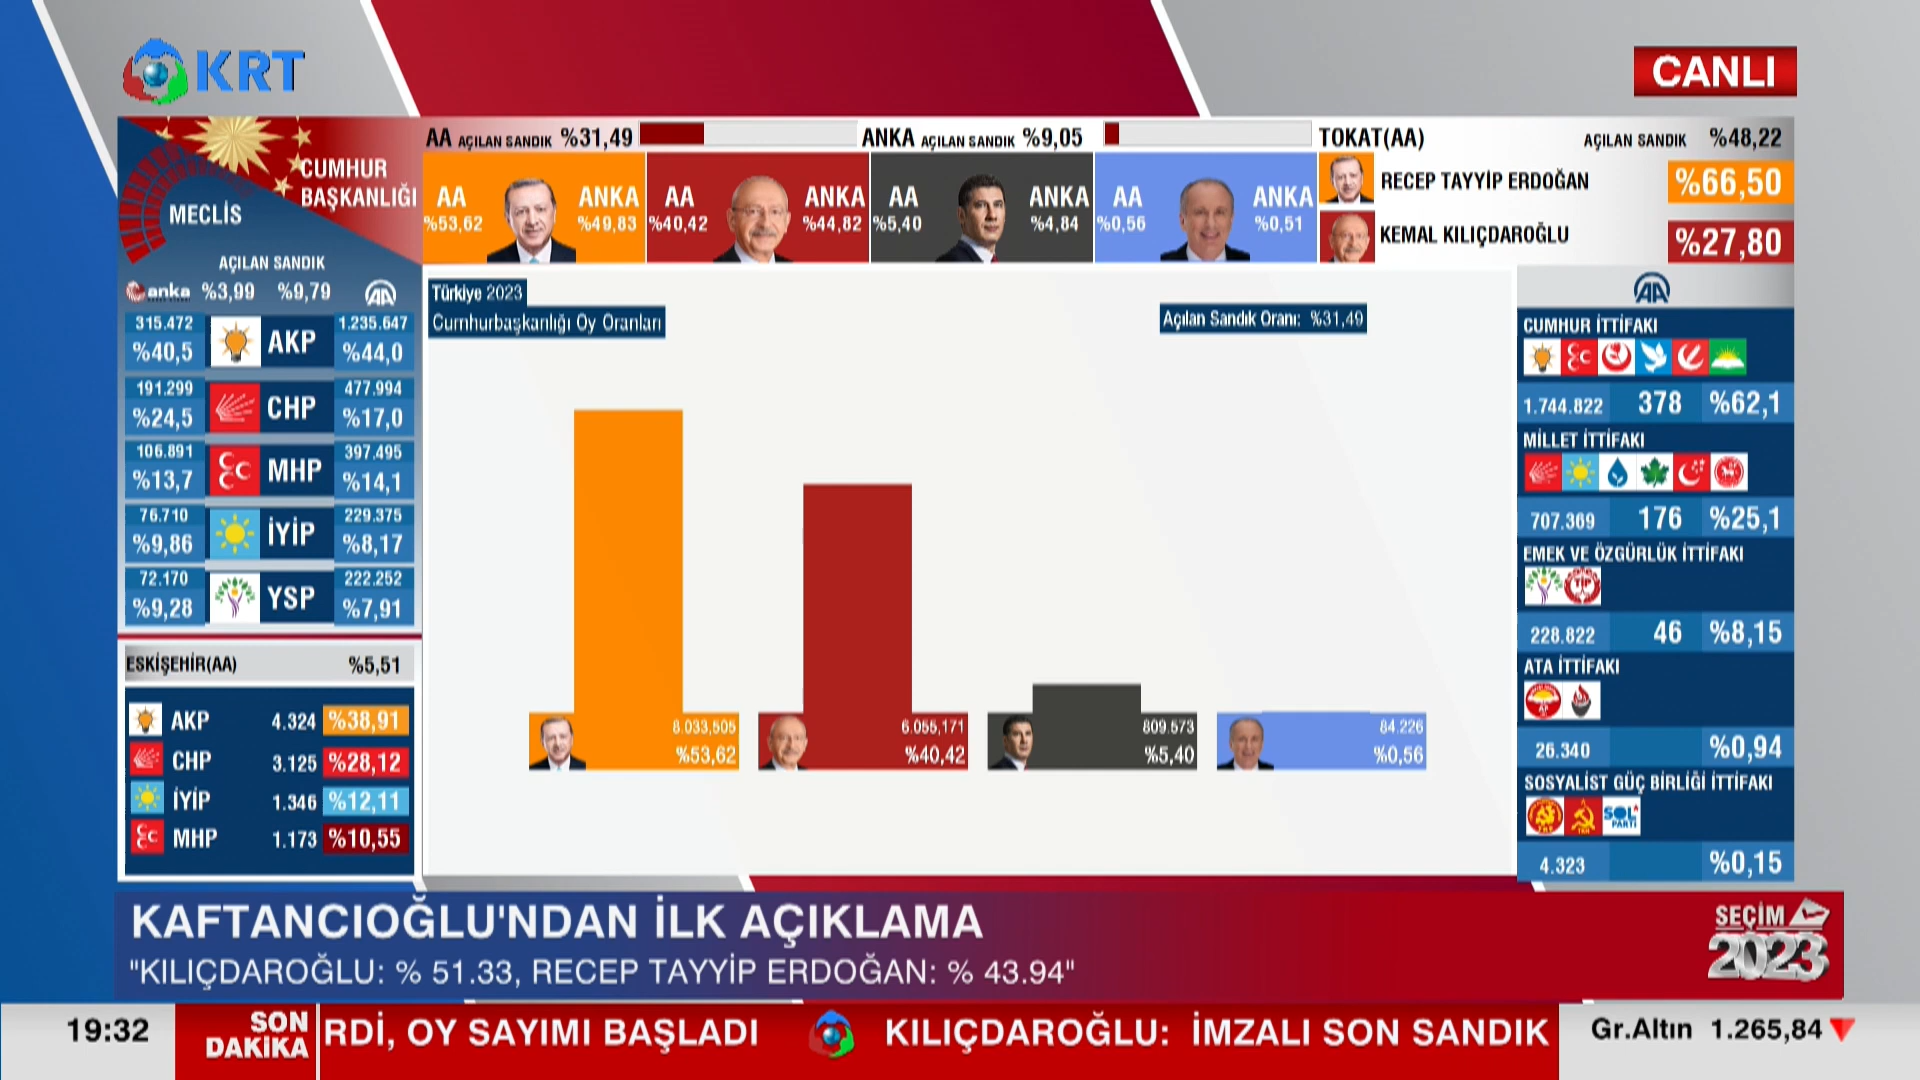 KRT
CANLI
CUMHUR
BAŞKANLIĞI
MECLİS
AA AÇILAN SANDIK %31,49
ANKA AÇILAN SANDIK %9,05
AA ANKA
%53,62 %49,83
AA ANKA
%40,42 %44,82
AA ANKA
%5,40 %4,84
AA ANKA
%0,56 %0,51
TOKAT(AA) AÇILAN SANDIK %48,22
RECEP TAYYİP ERDOĞAN %66,50
KEMAL KILIÇDAROĞLU %27,80
AÇILAN SANDIK
anka %3,99 %9,79 AA
315.472 1.235.647
%40,5 AKP %44,0
191.299 477.994
%24,5 CHP %17,0
106.891 397.495
%13,7 MHP %14,1
76.710 229.375
%9,86 İYİP %8,17
72.170 222.252
%9,28 YSP %7,91
ESKİŞEHİR(AA) %5,51
AKP 4.324 %38,91
CHP 3.125 %28,12
İYİP 1.346 %12,11
MHP 1.173 %10,55
Türkiye 2023
Cumhurbaşkanlığı Oy Oranları
Açılan Sandık Oranı: %31,49
8.033,505
%53,62
6.055,171
%40,42
809.573
%5,40
84.226
%0,56
AA
CUMHUR İTTİFAKI
1.744.822 378 %62,1
MİLLET İTTİFAKI
707.369 176 %25,1
EMEK VE ÖZGÜRLÜK İTTİFAKI
TİP
228.822 46 %8,15
ATA İTTİFAKI
26.340 %0,94
SOSYALİST GÜÇ BİRLİĞİ İTTİFAKI
SOL
PARTİ
4.323 %0,15
KAFTANCIOĞLU'NDAN İLK AÇIKLAMA
"KILIÇDAROĞLU: % 51.33, RECEP TAYYİP ERDOĞAN: % 43.94"
SEÇİM
2023
19:32
SON
DAKİKA
RDİ, OY SAYIMI BAŞLADI KILIÇDAROĞLU: İMZALI SON SANDIK
Gr.Altın 1.265,84